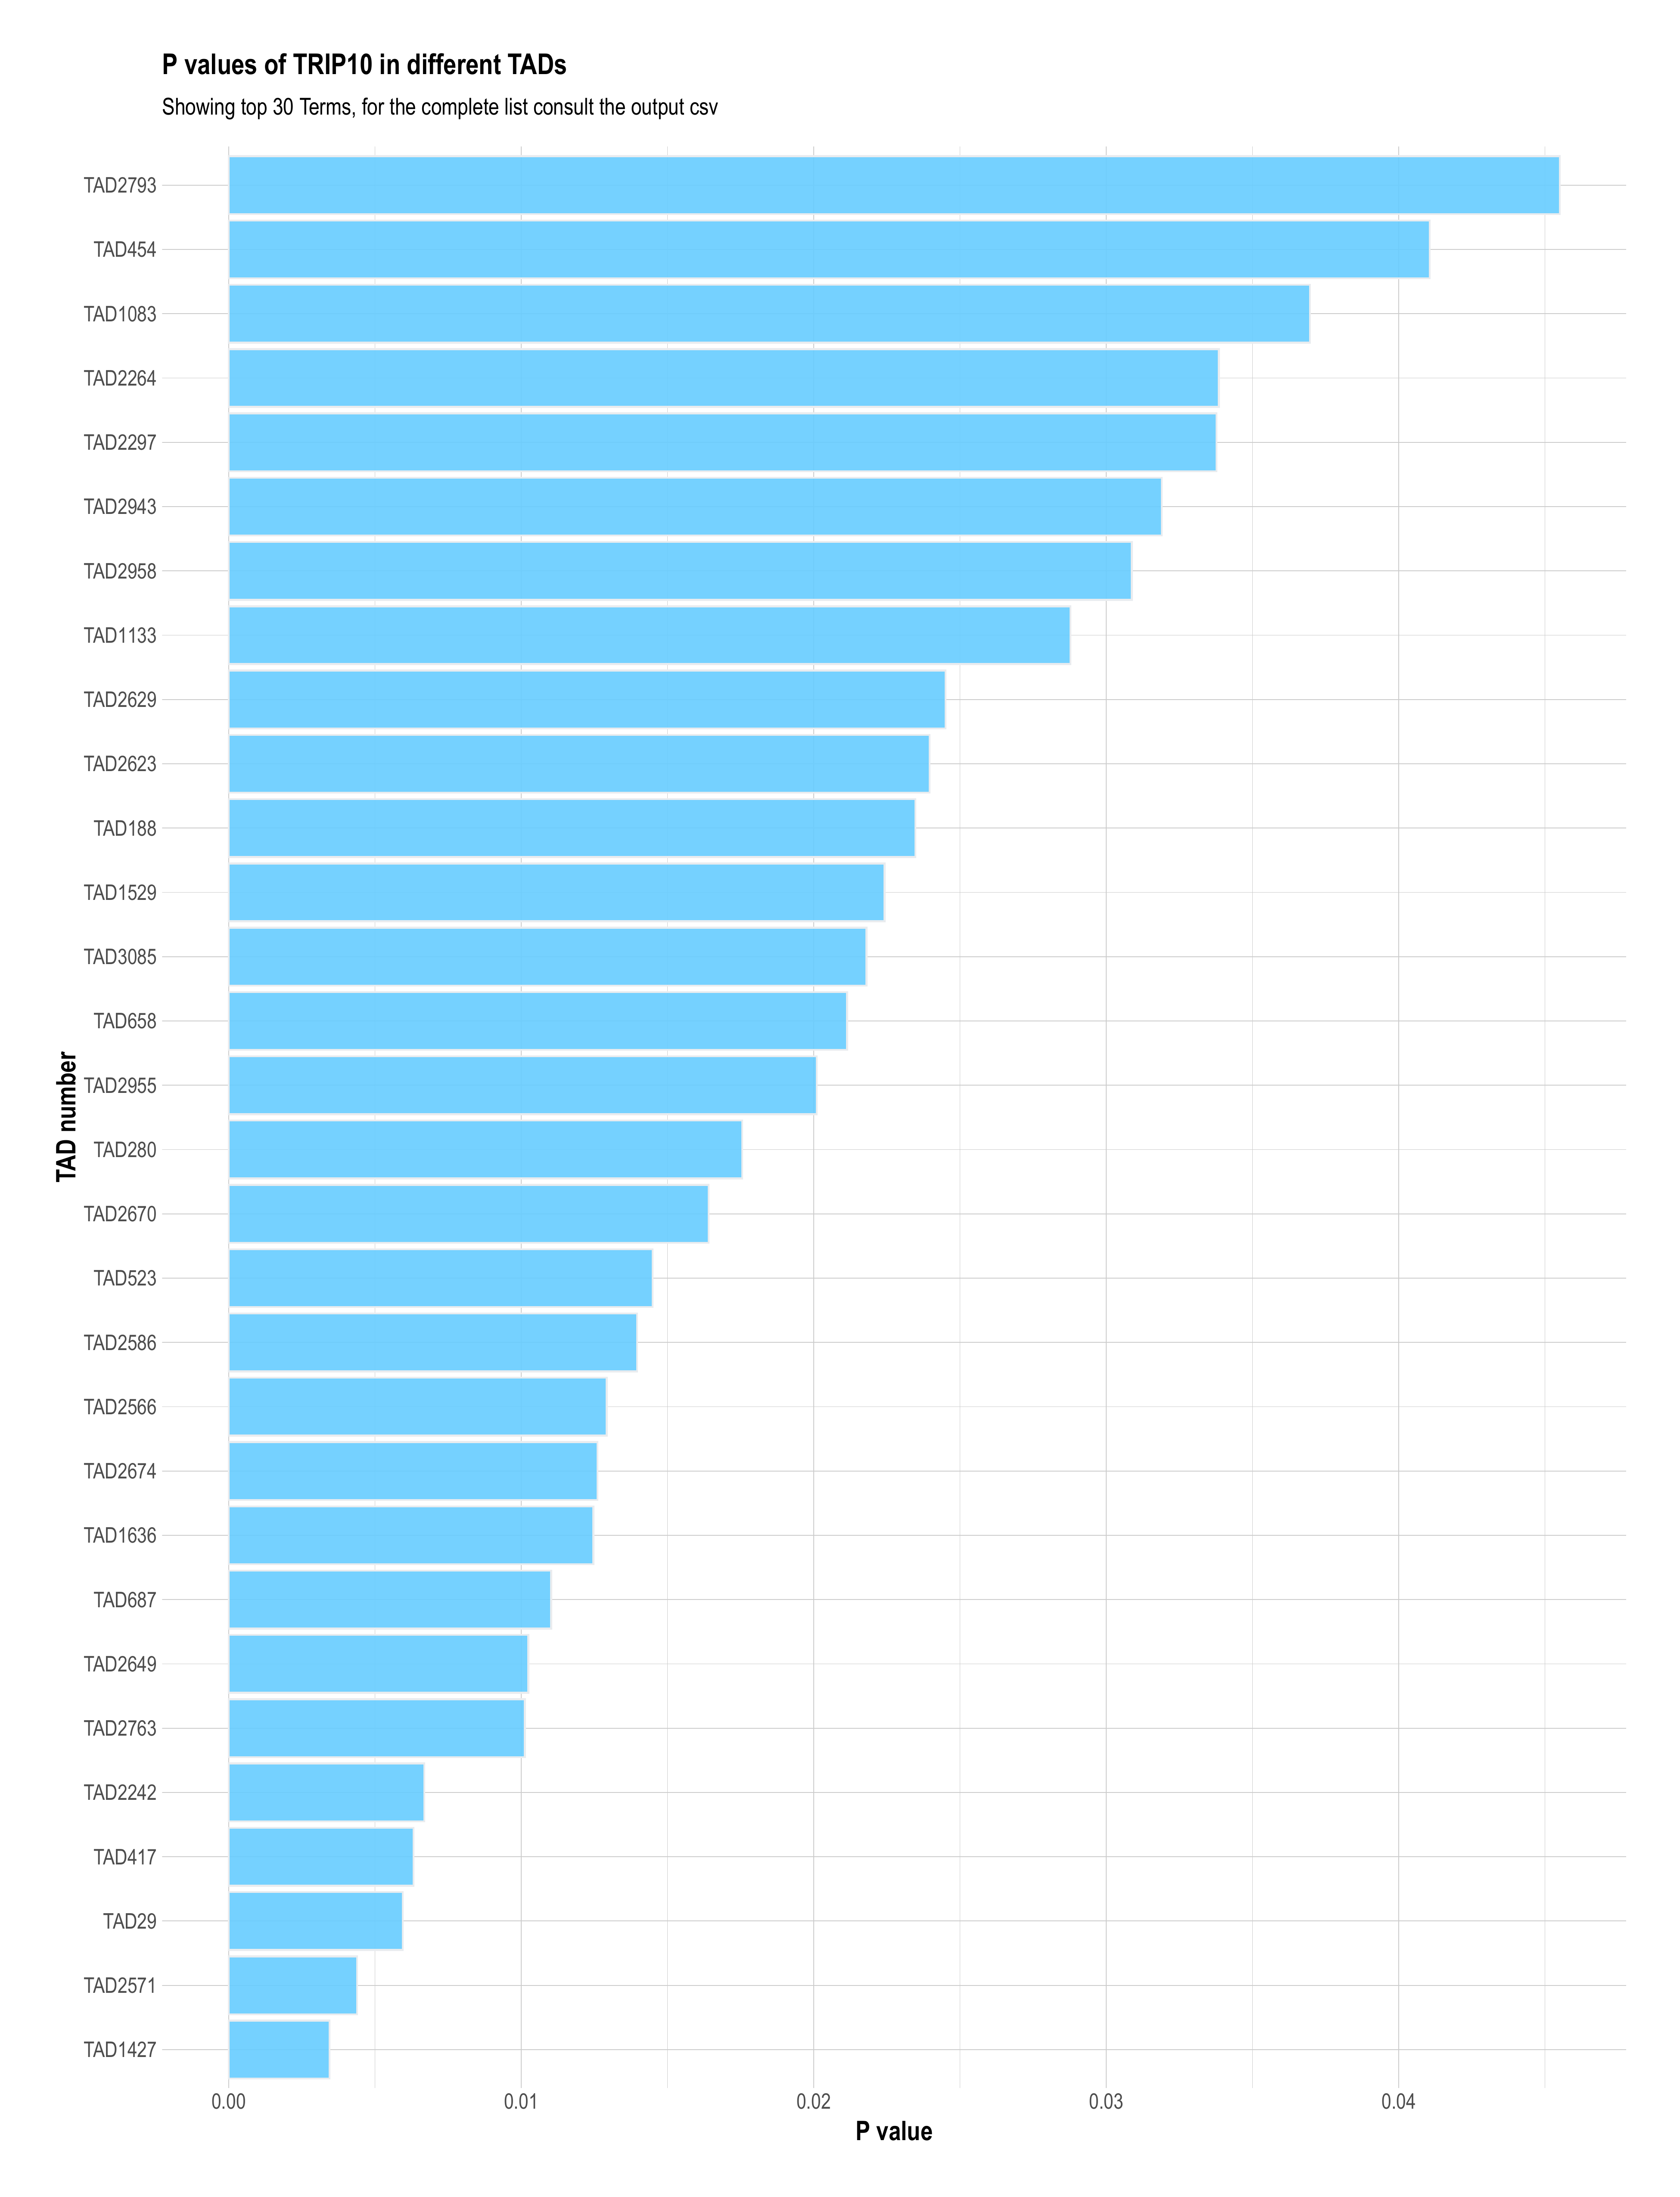 P values of TRIP10 in different TADs
Showing top 30 Terms, for the complete list consult the output csv
TAD2793
TAD454
TAD1083
TAD2264
TAD2297
TAD2943
TAD2958
TAD1133
TAD2629
TAD2623
TAD188
TAD1529
TAD3085
TAD658
TAD2955
TAD280
TAD2670
TAD523
TAD2586
TAD2566
TAD2674
TAD1636
TAD687
TAD2649
TAD2763
TAD2242
TAD417
TAD29
TAD2571
TAD1427
TAD number
0.00 0.01 0.02 0.03 0.04
P value